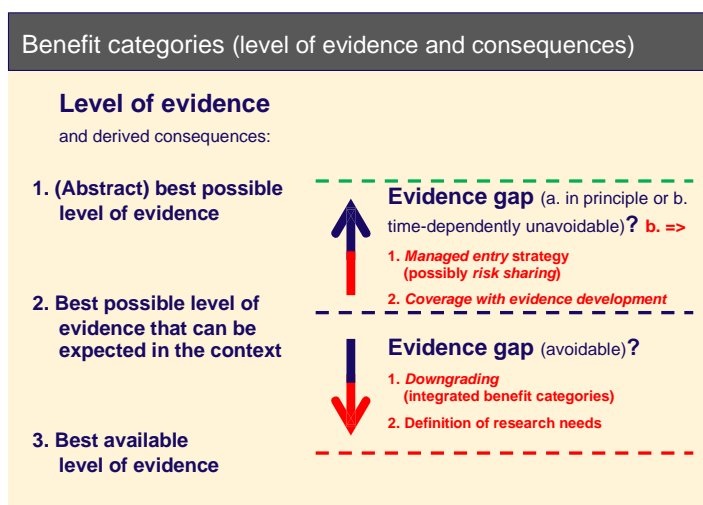 Benefit categories (level of evidence and consequences)
Level of evidence
and derived consequences:
1. (Abstract) best possible
level of evidence
2. Best possible level of
evidence that can be
expected in the context
3. Best available
level of evidence
Evidence gap (a. in principle or b.
time-dependently unavoidable)? b. =>
1. Managed entry strategy
(possibly risk sharing)
2. Coverage with evidence development
Evidence gap (avoidable)?
1. Downgrading
(integrated benefit categories)
2. Definition of research needs